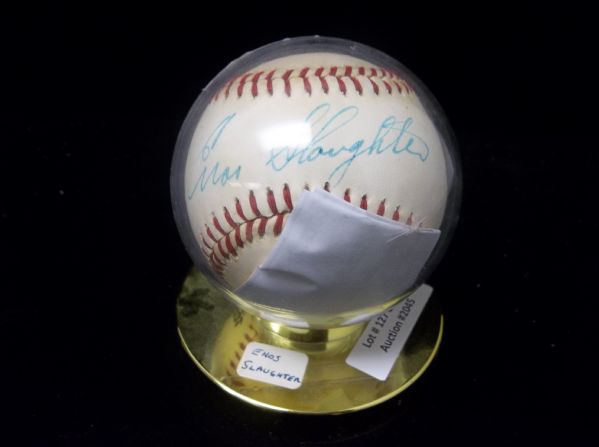 Enos Slaughter
ENOS
SLAUGHTER
Lot # 127
Auction #2045